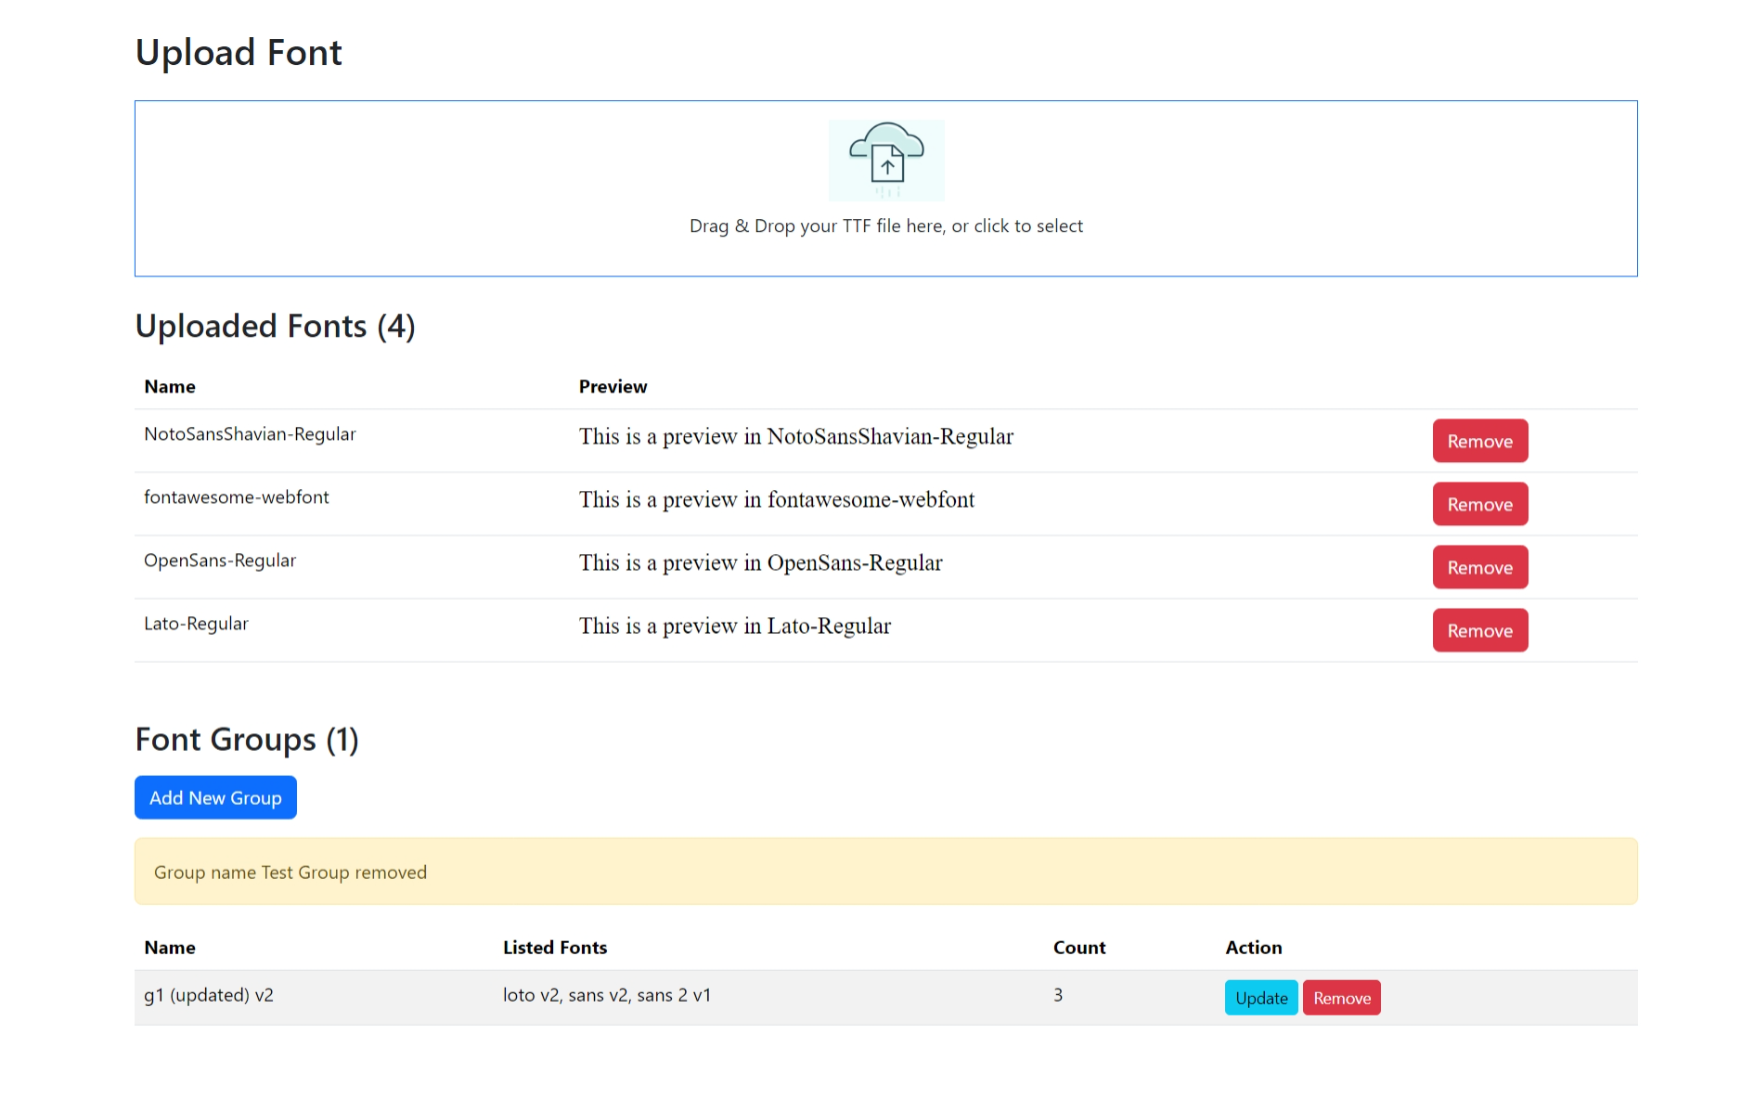 Upload Font
Drag & Drop your TTF file here, or click to select
Uploaded Fonts (4)
Name Preview
NotoSansShavian-Regular This is a preview in NotoSansShavian-Regular Remove
fontawesome-webfont This is a preview in fontawesome-webfont Remove
OpenSans-Regular This is a preview in OpenSans-Regular Remove
Lato-Regular This is a preview in Lato-Regular Remove
Font Groups (1)
Add New Group
Group name Test Group removed
Name Listed Fonts Count Action
g1 (updated) v2 loto v2, sans v2, sans 2 v1 3 Update Remove